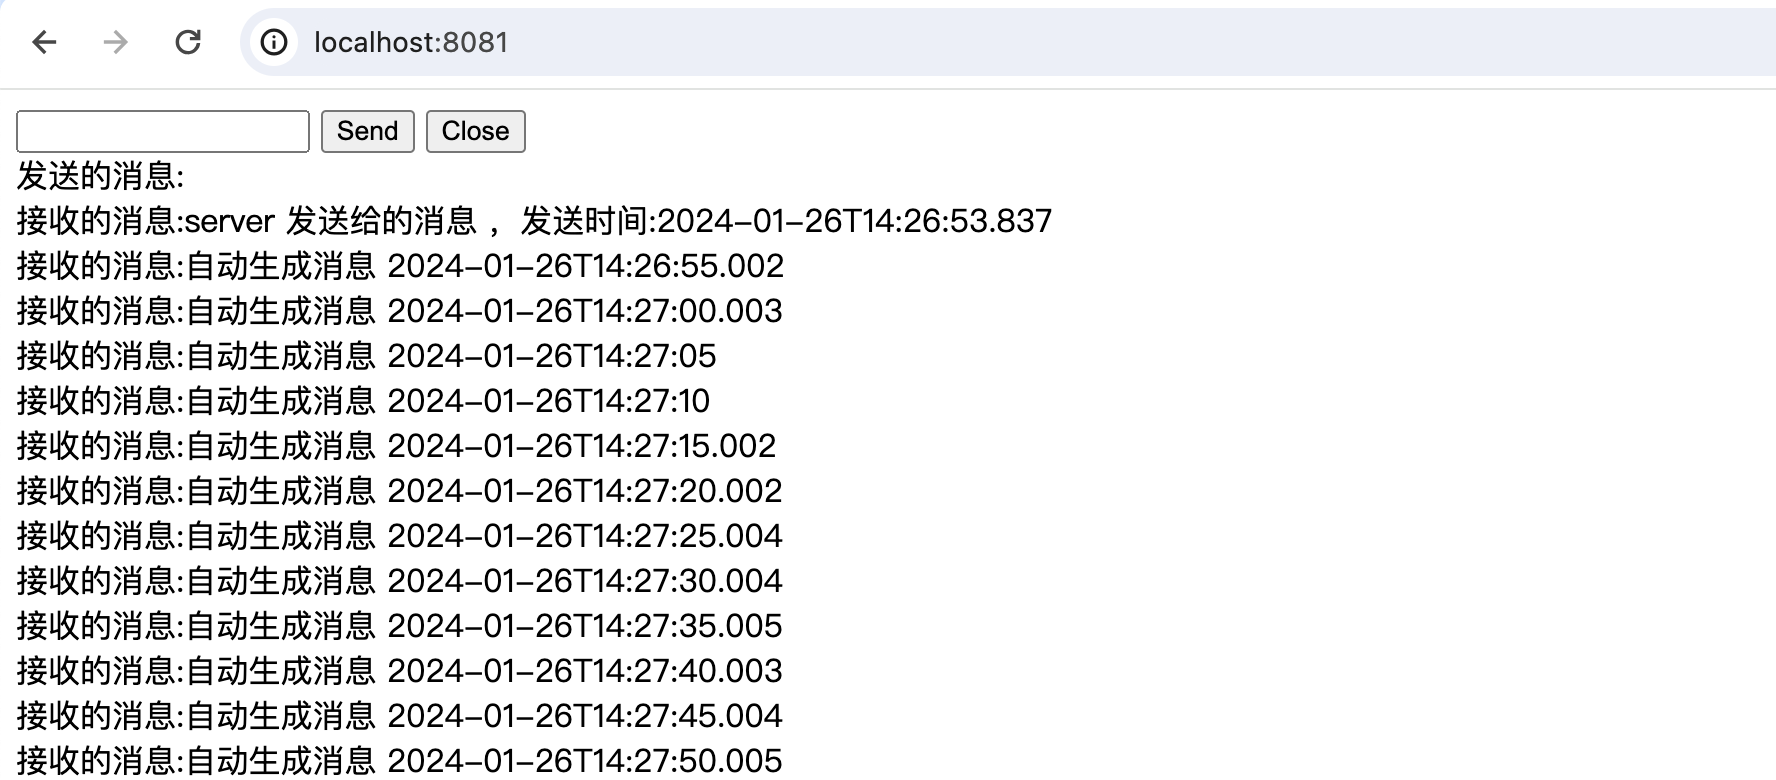 localhost:8081
Send Close
发送的消息:
接收的消息:server 发送给的消息 ，发送时间:2024-01-26T14:26:53.837
接收的消息:自动生成消息 2024-01-26T14:26:55.002
接收的消息:自动生成消息 2024-01-26T14:27:00.003
接收的消息:自动生成消息 2024-01-26T14:27:05
接收的消息:自动生成消息 2024-01-26T14:27:10
接收的消息:自动生成消息 2024-01-26T14:27:15.002
接收的消息:自动生成消息 2024-01-26T14:27:20.002
接收的消息:自动生成消息 2024-01-26T14:27:25.004
接收的消息:自动生成消息 2024-01-26T14:27:30.004
接收的消息:自动生成消息 2024-01-26T14:27:35.005
接收的消息:自动生成消息 2024-01-26T14:27:40.003
接收的消息:自动生成消息 2024-01-26T14:27:45.004
接收的消息:自动生成消息 2024-01-26T14:27:50.005